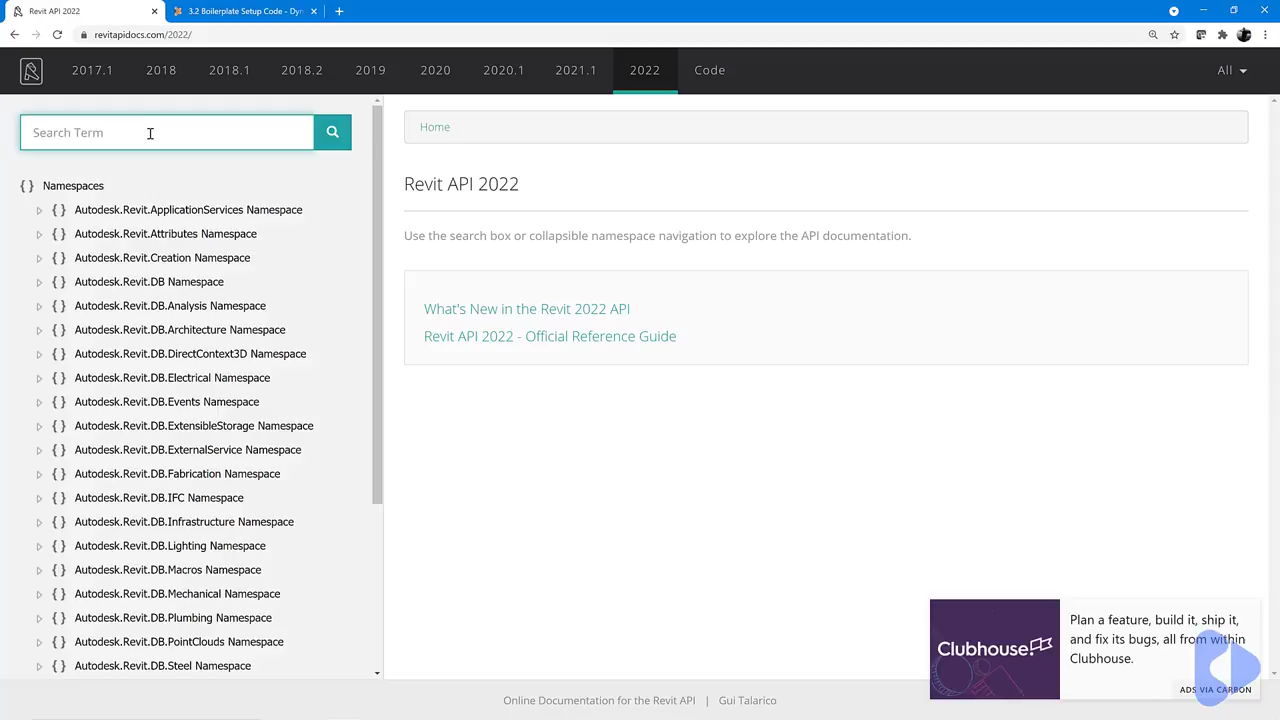 Revit API 2022
3.2 Boilerplate Setup Code - Dyn
revitapidocs.com/2022/
2017.1
2018
2018.1
2018.2
2019
2020
2020.1
2021.1
2022
Code
All
Search Term
Namespaces
Autodesk.Revit.ApplicationServices Namespace
Autodesk.Revit.Attributes Namespace
Autodesk.Revit.Creation Namespace
Autodesk.Revit.DB Namespace
Autodesk.Revit.DB.Analysis Namespace
Autodesk.Revit.DB.Architecture Namespace
Autodesk.Revit.DB.DirectContext3D Namespace
Autodesk.Revit.DB.Electrical Namespace
Autodesk.Revit.DB.Events Namespace
Autodesk.Revit.DB.ExtensibleStorage Namespace
Autodesk.Revit.DB.ExternalService Namespace
Autodesk.Revit.DB.Fabrication Namespace
Autodesk.Revit.DB.IFC Namespace
Autodesk.Revit.DB.Infrastructure Namespace
Autodesk.Revit.DB.Lighting Namespace
Autodesk.Revit.DB.Macros Namespace
Autodesk.Revit.DB.Mechanical Namespace
Autodesk.Revit.DB.Plumbing Namespace
Autodesk.Revit.DB.PointClouds Namespace
Autodesk.Revit.DB.Steel Namespace
Home
Revit API 2022
Use the search box or collapsible namespace navigation to explore the API documentation.
What's New in the Revit 2022 API
Revit API 2022 - Official Reference Guide
Clubhouse!
Plan a feature, build it, ship it,
and fix its bugs, all from within
Clubhouse.
ADS VIA CARBON
Online Documentation for the Revit API | Gui Talarico